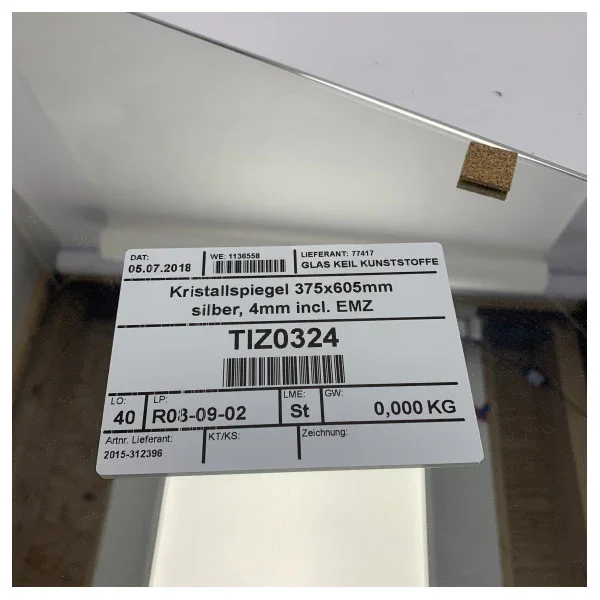 DAT:
05.07.2018
WE: 1136558
LIEFERANT: 77417
GLAS KEIL KUNSTSTOFFE
Kristallspiegel 375x605mm
silber, 4mm incl. EMZ
TIZ0324
LO:
40
LP:
R08-09-02
LME:
St
GW:
0,000 KG
Artnr. Lieferant:
2015-312396
KT/KS:
Zeichnung: